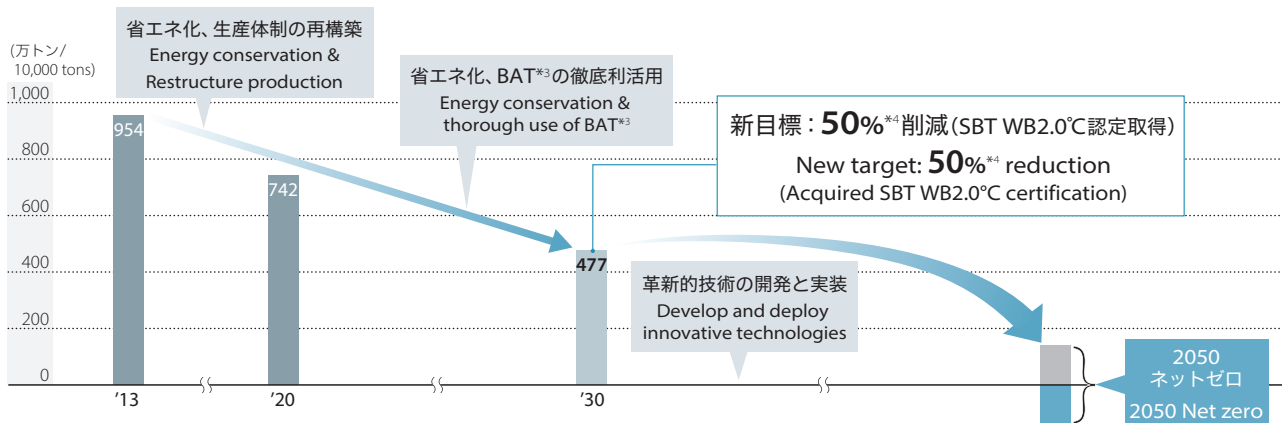 (万トン/
10,000 tons)
1,000
800
600
400
200
0
省エネ化、生産体制の再構築
Energy conservation &
Restructure production
省エネ化、BAT*3の徹底利活用
Energy conservation &
thorough use of BAT*3
新目標：50%*4削減(SBT WB2.0℃認定取得)
New target: 50%*4 reduction
(Acquired SBT WB2.0°C certification)
954
742
477
革新的技術の開発と実装
Develop and deploy
innovative technologies
2050
ネットゼロ
2050 Net zero
'13
'20
'30